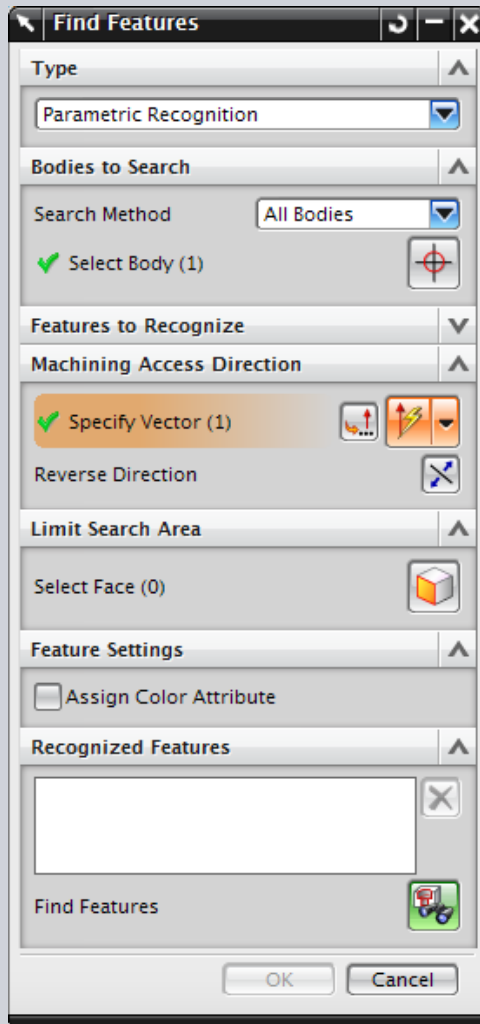 Find Features
Type
Parametric Recognition
Bodies to Search
Search Method All Bodies
Select Body (1)
Features to Recognize
Machining Access Direction
Specify Vector (1)
Reverse Direction
Limit Search Area
Select Face (0)
Feature Settings
Assign Color Attribute
Recognized Features
Find Features
OK Cancel